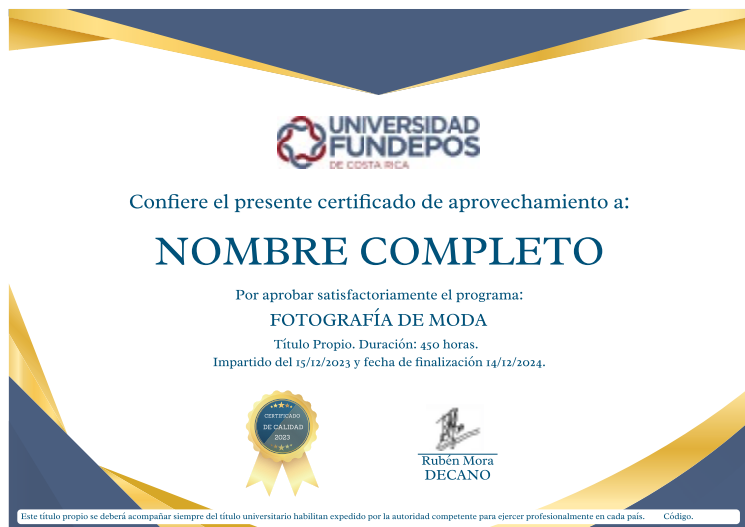 UNIVERSIDAD
FUNDEPOS
DE COSTA RICA
Confiere el presente certificado de aprovechamiento a:
NOMBRE COMPLETO
Por aprobar satisfactoriamente el programa:
FOTOGRAFÍA DE MODA
Título Propio. Duración: 450 horas.
Impartido del 15/12/2023 y fecha de finalización 14/12/2024.
CERTIFICADO
DE CALIDAD
2023
Rubén Mora
DECANO
Este título propio se deberá acompañar siempre del título universitario habilitan expedido por la autoridad competente para ejercer profesionalmente en cada país. Código.